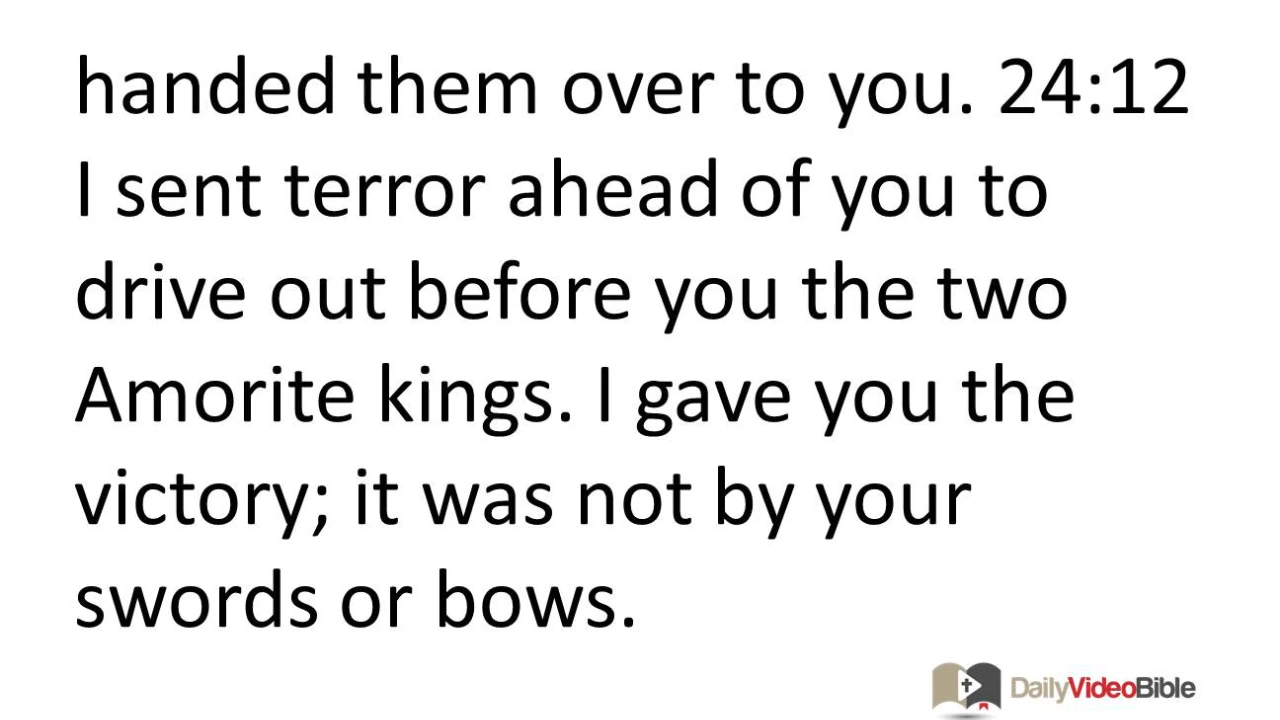 handed them over to you. 24:12
I sent terror ahead of you to
drive out before you the two
Amorite kings. I gave you the
victory; it was not by your
swords or bows.
DailyVideoBible